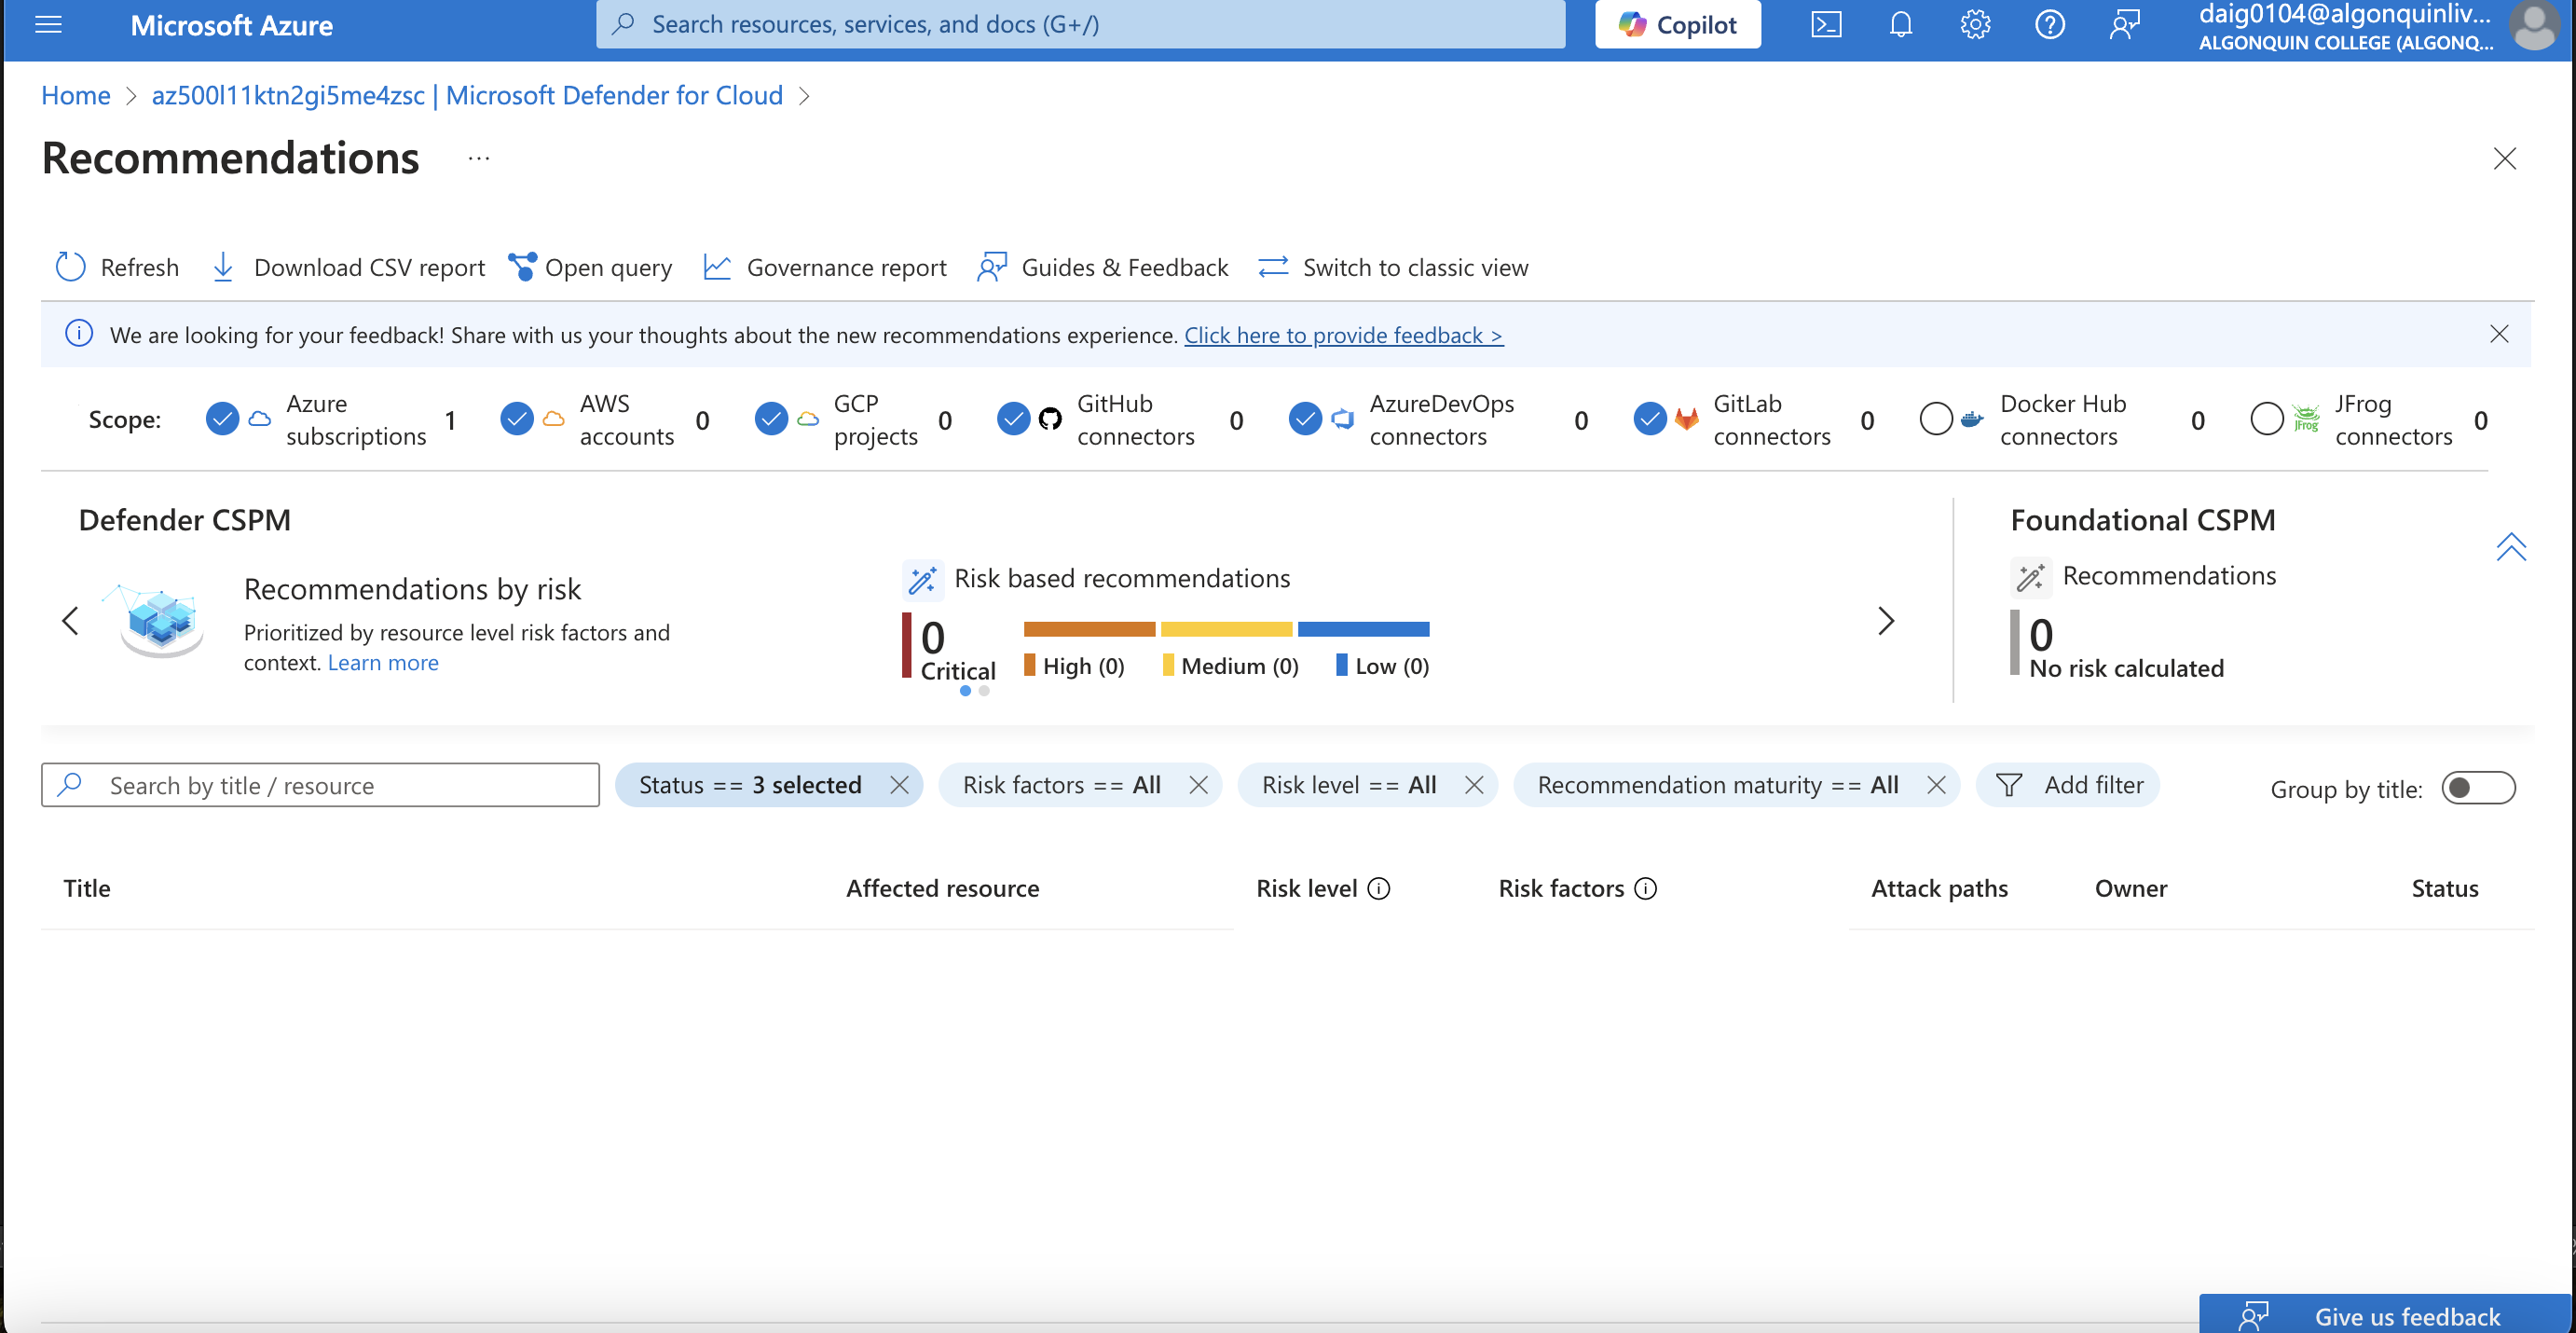 Microsoft Azure
Search resources, services, and docs (G+/)
Copilot
daig0104@algonquinliv...
ALGONQUIN COLLEGE (ALGONQ...
Home > az500l11ktn2gi5me4zsc | Microsoft Defender for Cloud >
Recommendations ...
Refresh Download CSV report Open query Governance report Guides & Feedback Switch to classic view
We are looking for your feedback! Share with us your thoughts about the new recommendations experience. Click here to provide feedback >
Scope:
Azure subscriptions 1
AWS accounts 0
GCP projects 0
GitHub connectors 0
AzureDevOps connectors 0
GitLab connectors 0
Docker Hub connectors 0
JFrog
JFrog connectors 0
Defender CSPM
Recommendations by risk
Prioritized by resource level risk factors and
context. Learn more
Risk based recommendations
0
Critical
High (0) Medium (0) Low (0)
Foundational CSPM
Recommendations
0
No risk calculated
Search by title / resource
Status == 3 selected
Risk factors == All
Risk level == All
Recommendation maturity == All
Add filter
Group by title:
Title Affected resource Risk level Risk factors Attack paths Owner Status
Give us feedback